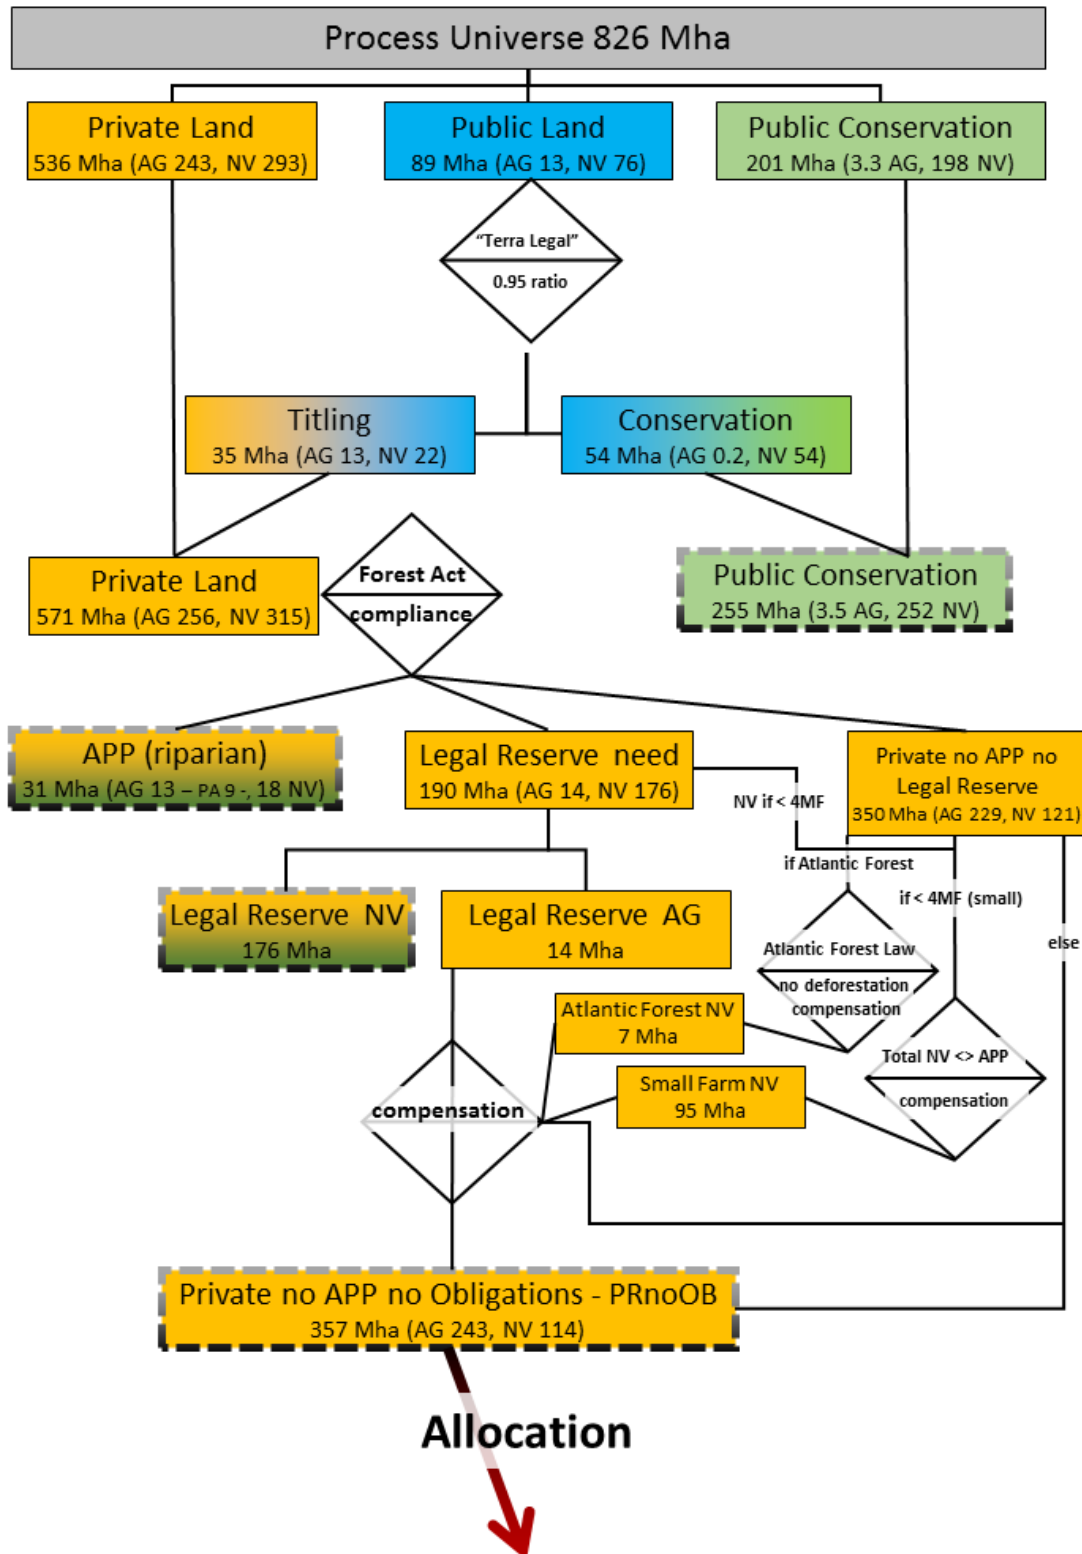 Process Universe 826 Mha
Private Land
536 Mha (AG 243, NV 293)
Public Land
89 Mha (AG 13, NV 76)
Public Conservation
201 Mha (3.3 AG, 198 NV)
“Terra Legal”
0.95 ratio
Titling
35 Mha (AG 13, NV 22)
Conservation
54 Mha (AG 0.2, NV 54)
Private Land
571 Mha (AG 256, NV 315)
Forest Act
compliance
Public Conservation
255 Mha (3.5 AG, 252 NV)
APP (riparian)
31 Mha (AG 13 – PA 9 -, 18 NV)
Legal Reserve need
190 Mha (AG 14, NV 176)
Private no APP no
Legal Reserve
350 Mha (AG 229, NV 121)
NV if < 4MF
if Atlantic Forest
if < 4MF (small)
else
Legal Reserve NV
176 Mha
Legal Reserve AG
14 Mha
Atlantic Forest Law
no deforestation
compensation
Atlantic Forest NV
7 Mha
Total NV <> APP
compensation
Small Farm NV
95 Mha
compensation
Private no APP no Obligations - PRnoOB
357 Mha (AG 243, NV 114)
Allocation